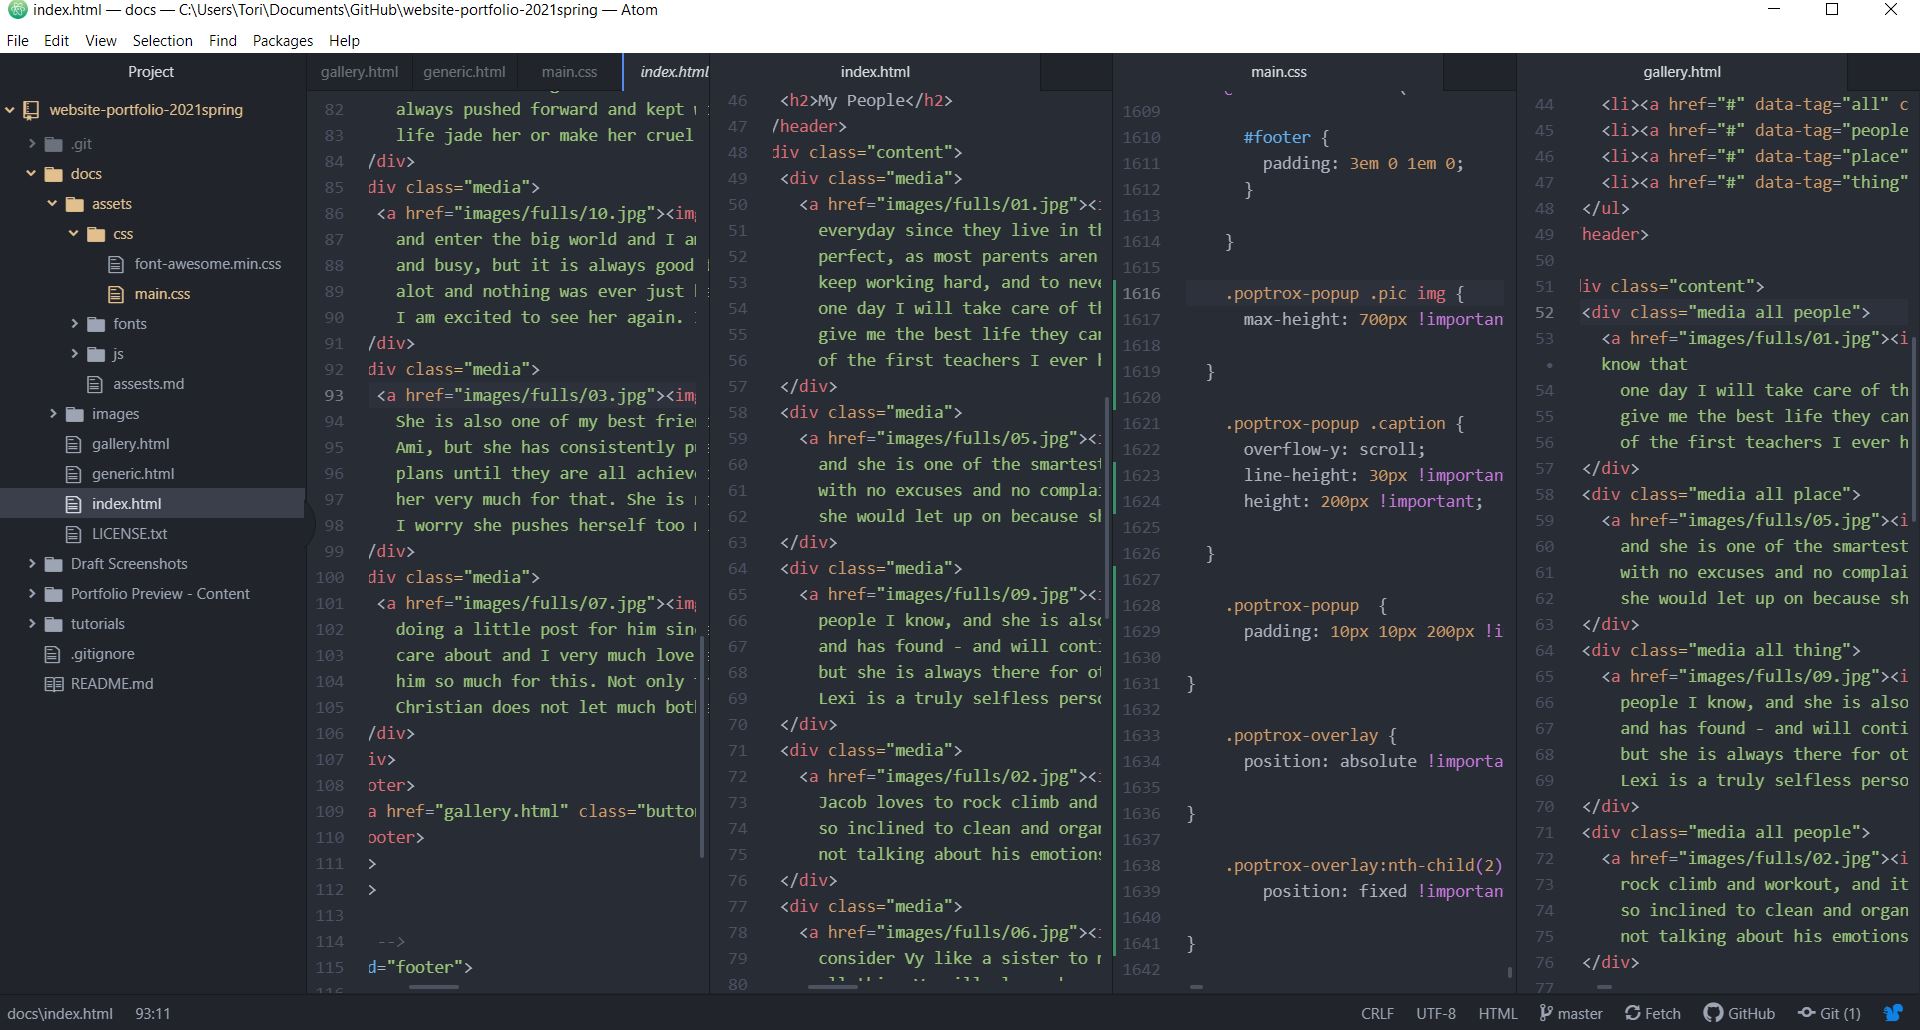 index.html — docs — C:\Users\Tori\Documents\GitHub\website-portfolio-2021spring — Atom
File Edit View Selection Find Packages Help
Project
website-portfolio-2021spring
.git
docs
assets
css
font-awesome.min.css
main.css
fonts
js
assests.md
images
gallery.html
generic.html
index.html
LICENSE.txt
Draft Screenshots
Portfolio Preview - Content
tutorials
.gitignore
README.md
gallery.html generic.html main.css index.html
82 always pushed forward and kept
83 life jade her or make her cruel
84 /div>
85 div class="media">
86 <a href="images/fulls/10.jpg"><img
87 and enter the big world and I a
88 and busy, but it is always good
89 alot and nothing was ever just
90 I am excited to see her again.
91 /div>
92 div class="media">
93 <a href="images/fulls/03.jpg"><img
94 She is also one of my best frie
95 Ami, but she has consistently p
96 plans until they are all achieve
97 her very much for that. She is
98 I worry she pushes herself too
99 /div>
100 div class="media">
101 <a href="images/fulls/07.jpg"><img
102 doing a little post for him sin
103 care about and I very much love
104 him so much for this. Not only
105 Christian does not let much bot
106 /div>
107 iv>
108 oter>
109 a href="gallery.html" class="butto
110 ooter>
111 >
112 >
113
114 -->
115 d="footer">
116
index.html
46 <h2>My People</h2>
47 /header>
48 div class="content">
49 <div class="media">
50 <a href="images/fulls/01.jpg"><i
51 everyday since they live in th
52 perfect, as most parents aren
53 keep working hard, and to neve
54 one day I will take care of th
55 give me the best life they can
56 of the first teachers I ever h
57 </div>
58 <div class="media">
59 <a href="images/fulls/05.jpg"><i
60 and she is one of the smartest
61 with no excuses and no complai
62 she would let up on because sh
63 </div>
64 <div class="media">
65 <a href="images/fulls/09.jpg"><i
66 people I know, and she is also
67 and has found - and will conti
68 but she is always there for ot
69 Lexi is a truly selfless perso
70 </div>
71 <div class="media">
72 <a href="images/fulls/02.jpg"><i
73 Jacob loves to rock climb and
74 so inclined to clean and organ
75 not talking about his emotions
76 </div>
77 <div class="media">
78 <a href="images/fulls/06.jpg"><i
79 consider Vy like a sister to m
80
main.css
1609
1610 #footer {
1611 padding: 3em 0 1em 0;
1612 }
1613
1614 }
1615
1616 .poptrox-popup .pic img {
1617 max-height: 700px !importan
1618
1619 }
1620
1621 .poptrox-popup .caption {
1622 overflow-y: scroll;
1623 line-height: 30px !importan
1624 height: 200px !important;
1625
1626 }
1627
1628 .poptrox-popup {
1629 padding: 10px 10px 200px !i
1630
1631 }
1632
1633 .poptrox-overlay {
1634 position: absolute !importa
1635
1636 }
1637
1638 .poptrox-overlay:nth-child(2)
1639 position: fixed !importan
1640
1641 }
1642
gallery.html
44 <li><a href="#" data-tag="all" c
45 <li><a href="#" data-tag="people
46 <li><a href="#" data-tag="place"
47 <li><a href="#" data-tag="thing"
48 </ul>
49 header>
50
51 div class="content">
52 <div class="media all people">
53 <a href="images/fulls/01.jpg"><i
• know that
54 one day I will take care of th
55 give me the best life they can
56 of the first teachers I ever h
57 </div>
58 <div class="media all place">
59 <a href="images/fulls/05.jpg"><i
60 and she is one of the smartest
61 with no excuses and no complai
62 she would let up on because sh
63 </div>
64 <div class="media all thing">
65 <a href="images/fulls/09.jpg"><i
66 people I know, and she is also
67 and has found - and will conti
68 but she is always there for ot
69 Lexi is a truly selfless perso
70 </div>
71 <div class="media all people">
72 <a href="images/fulls/02.jpg"><i
73 rock climb and workout, and it
74 so inclined to clean and organ
75 not talking about his emotions
76 </div>
77
docs\index.html 93:11 CRLF UTF-8 HTML master Fetch GitHub Git (1)